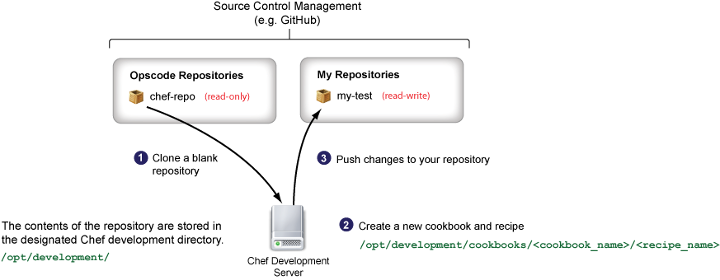 Source Control Management
(e.g. GitHub)
Opscode Repositories
chef-repo (read-only)
My Repositories
my-test (read-write)
1 Clone a blank
repository
3 Push changes to your repository
The contents of the repository are stored in
the designated Chef development directory.
/opt/development/
Chef Development
Server
2 Create a new cookbook and recipe
/opt/development/cookbooks/<cookbook_name>/<recipe_name>